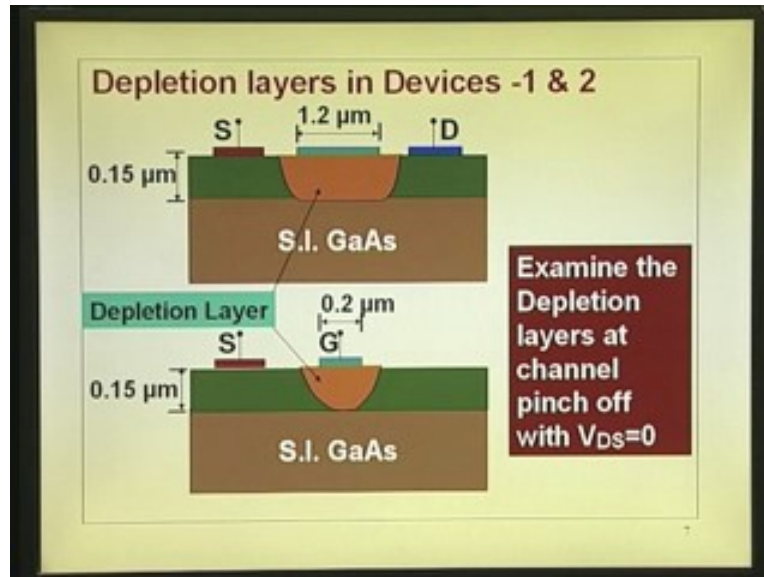 Depletion layers in Devices -1 & 2
1.2 µm
S
D
0.15 µm
S.I. GaAs
Depletion Layer
0.2 µm
S
G
0.15 µm
S.I. GaAs
Examine the
Depletion
layers at
channel
pinch off
with VDS=0
7